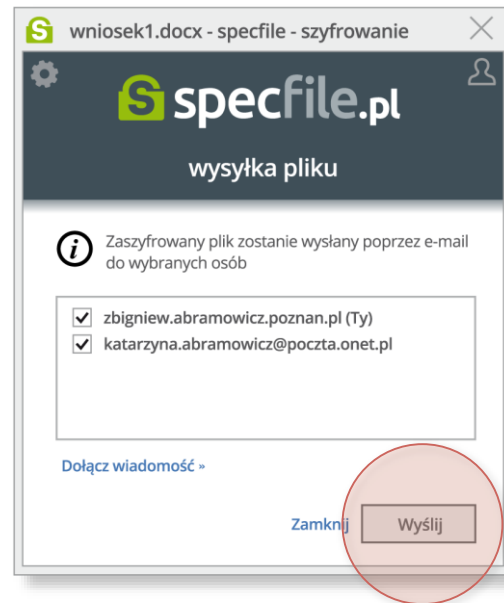 wniosek1.docx - specfile - szyfrowanie
specfile.pl
wysyłka pliku
Zaszyfrowany plik zostanie wysłany poprzez e-mail
do wybranych osób
zbigniew.abramowicz.poznan.pl (Ty)
katarzyna.abramowicz@poczta.onet.pl
Dołącz wiadomość »
Zamknij
Wyślij